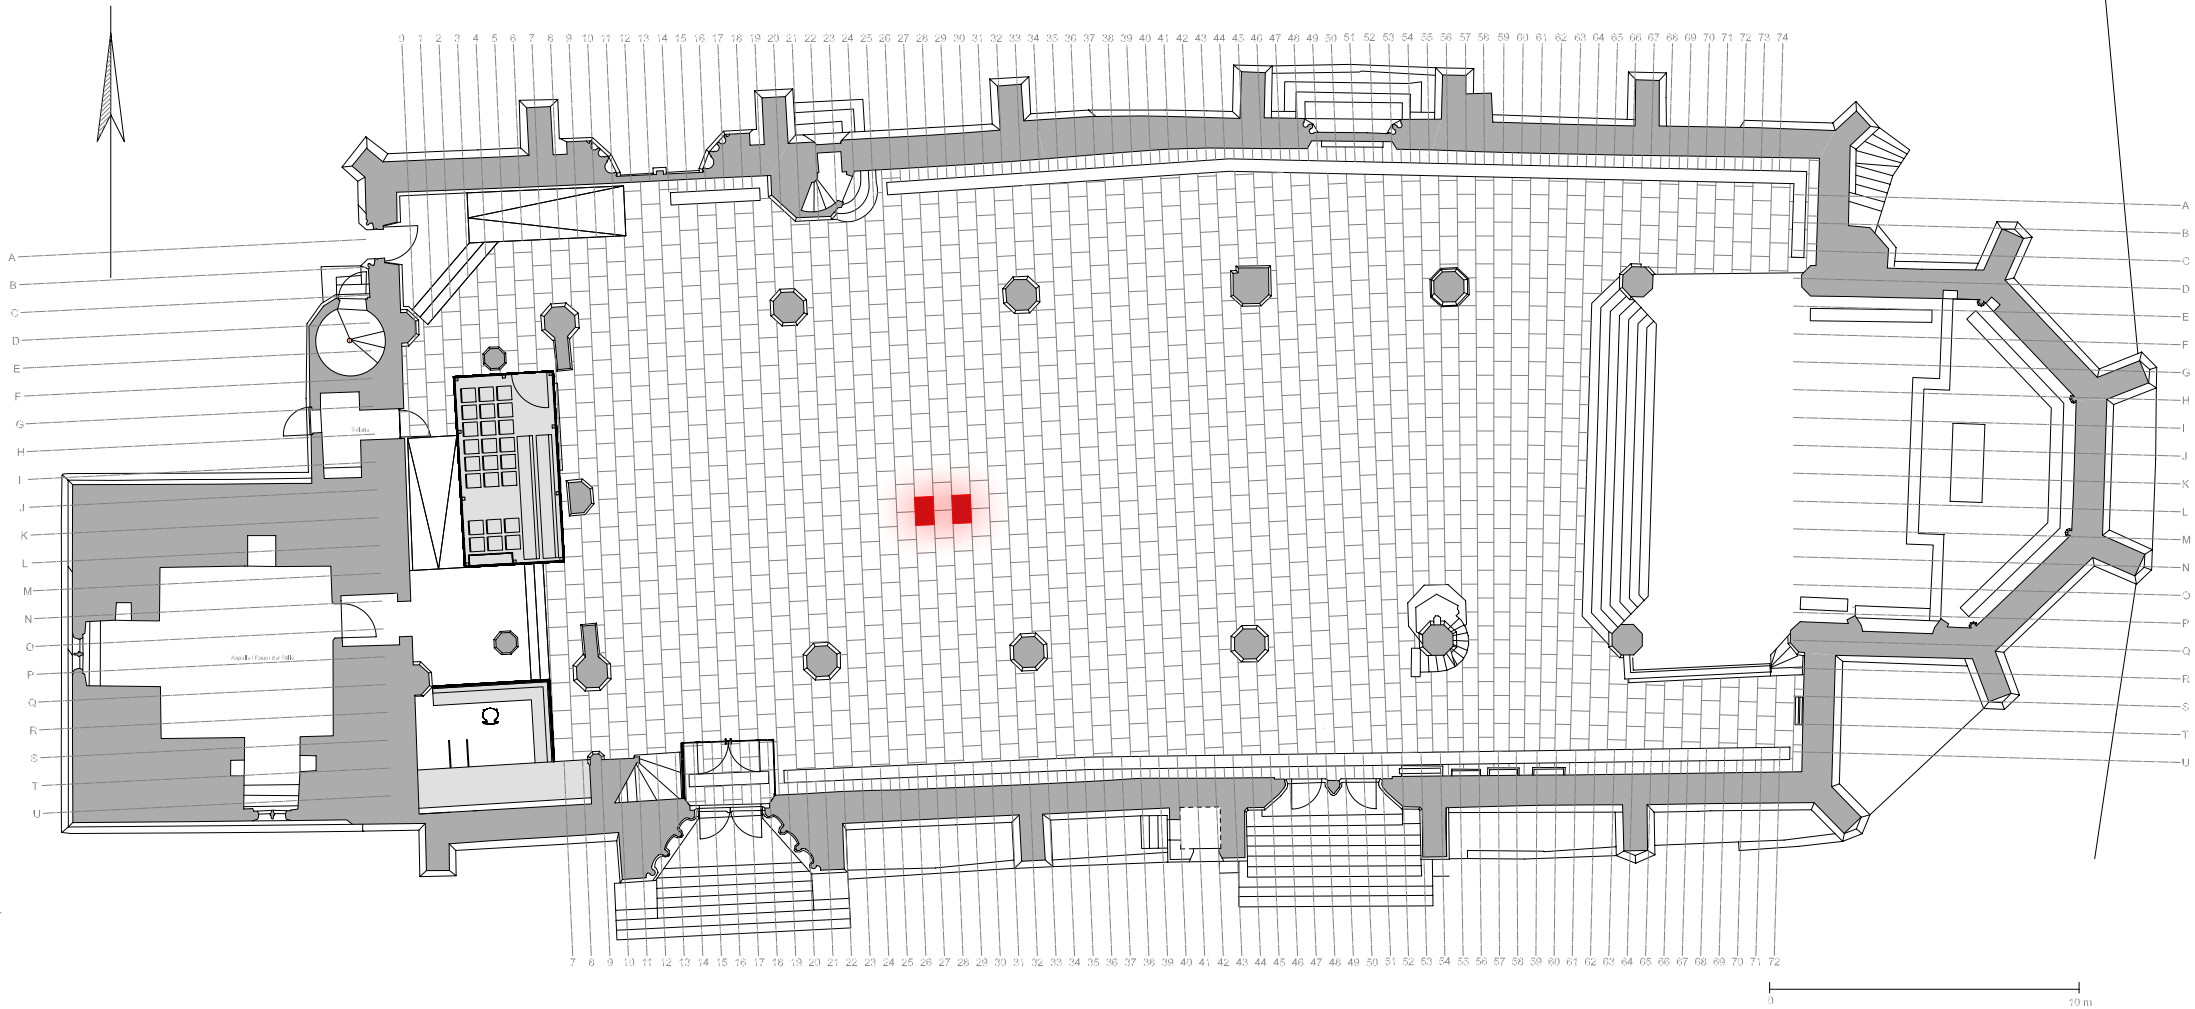 0 1 2 3 4 5 6 7 8 9 10 11 12 13 14 15 16 17 18 19 20 21 22 23 24 25 26 27 28 29 30 31 32 33 34 35 36 37 38 39 40 41 42 43 44 45 46 47 48 49 50 51 52 53 54 55 56 57 58 59 60 61 62 63 64 65 66 67 68 69 70 71 72 73 74
A
B
C
D
E
F
G
H
I
J
K
L
M
N
O
P
Q
R
S
T
U
Kapelle / Raum der Stille
A
B
C
D
E
F
G
H
I
J
K
L
M
N
O
P
Q
R
S
T
U
7 8 9 10 11 12 13 14 15 16 17 18 19 20 21 22 23 24 25 26 27 28 29 30 31 32 33 34 35 36 37 38 39 40 41 42 43 44 45 46 47 48 49 50 51 52 53 54 55 56 57 58 59 60 61 62 63 64 65 66 67 68 69 70 71 72
0 10 m